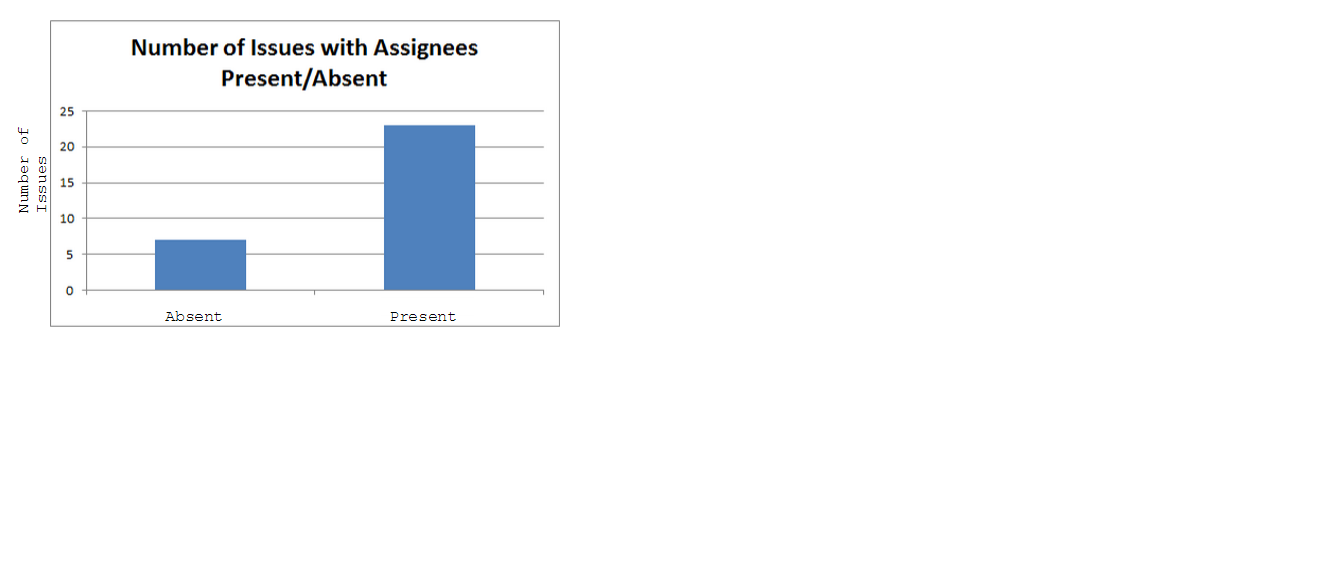 Number of Issues with Assignees
Present/Absent
Number of
Issues
25
20
15
10
5
0
Absent Present